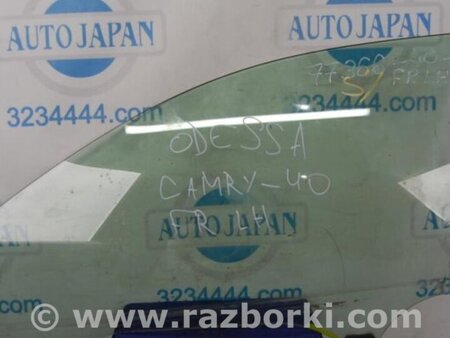 AUTO JAPAN
3234444.com
AUTO JAPAN
3234444.com
ODESSA
CAMRY-40
FR LH
AUTO JAPAN
3234444.com
www.razborki.com